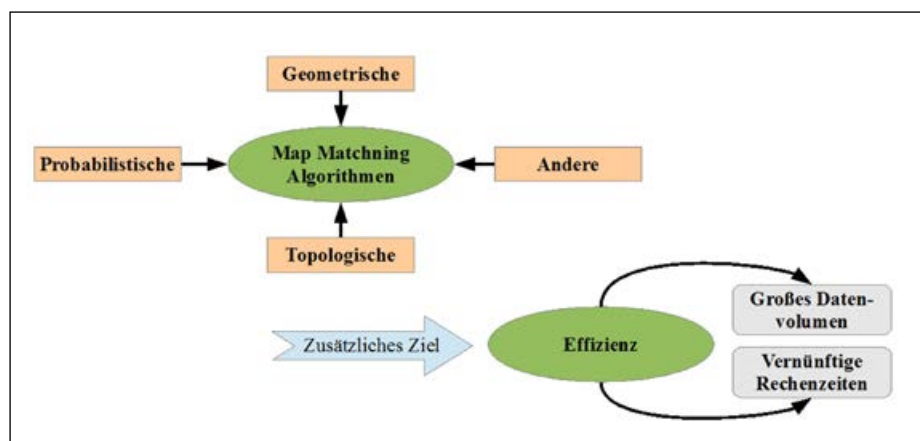 Geometrische
Probabilistische
Map Matchning
Algorithmen
Andere
Topologische
Zusätzliches Ziel
Effizienz
Großes Daten-
volumen
Vernünftige
Rechenzeiten